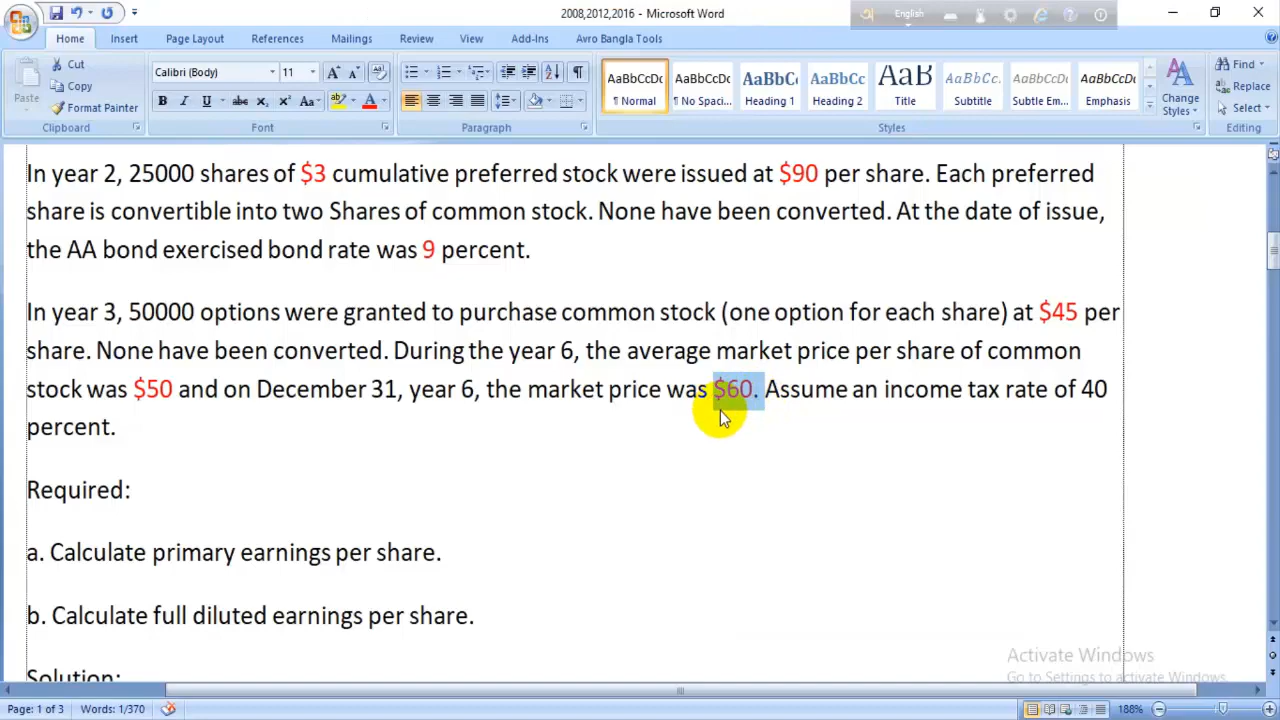 2008,2012,2016 - Microsoft Word
English
Home Insert Page Layout References Mailings Review View Add-Ins Avro Bangla Tools
Paste
Cut
Copy
Format Painter
Clipboard
Calibri (Body) 11
Font
Paragraph
AaBbCcDc AaBbCcDc AaBbCc AaBbCc AaB AaBbCc. AaBbCcDc AaBbCcDc
¶ Normal ¶ No Spaci... Heading 1 Heading 2 Title Subtitle Subtle Em... Emphasis
Change Styles
Styles
Find
Replace
Select
Editing
In year 2, 25000 shares of $3 cumulative preferred stock were issued at $90 per share. Each preferred
share is convertible into two Shares of common stock. None have been converted. At the date of issue,
the AA bond exercised bond rate was 9 percent.
In year 3, 50000 options were granted to purchase common stock (one option for each share) at $45 per
share. None have been converted. During the year 6, the average market price per share of common
stock was $50 and on December 31, year 6, the market price was $60. Assume an income tax rate of 40
percent.
Required:
a. Calculate primary earnings per share.
b. Calculate full diluted earnings per share.
Solution:
Activate Windows
Go to Settings to activate Windows.
Page: 1 of 3 Words: 1/370 188%